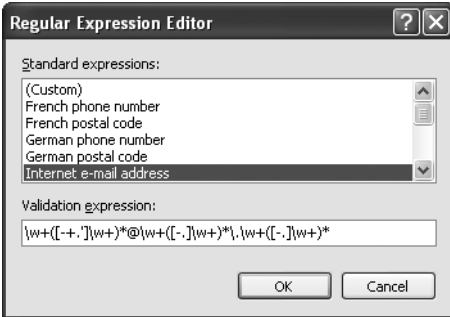 Regular Expression Editor
Standard expressions:
(Custom)
French phone number
French postal code
German phone number
German postal code
Internet e-mail address
Validation expression:
\w+([-+.']\w+)*@\w+([-.]\w+)*\.\w+([-.]\w+)*
OK Cancel